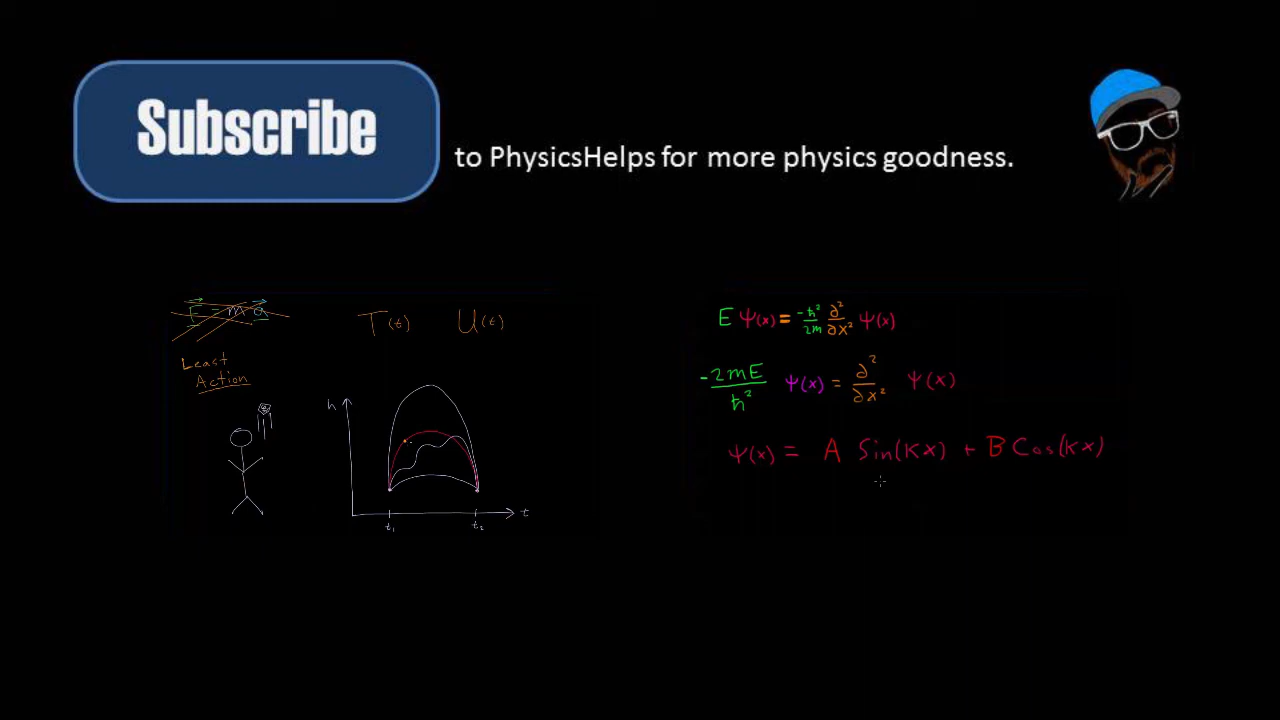 Subscribe
to PhysicsHelps for more physics goodness.
F = ma
T(t) U(t)
Least
Action
h
t₁ t₂ t
E Ψ(x) = -ħ²/2m ∂²/∂x² Ψ(x)
-2mE/ħ² Ψ(x) = ∂²/∂x² Ψ(x)
Ψ(x) = A Sin(Kx) + B Cos(Kx)